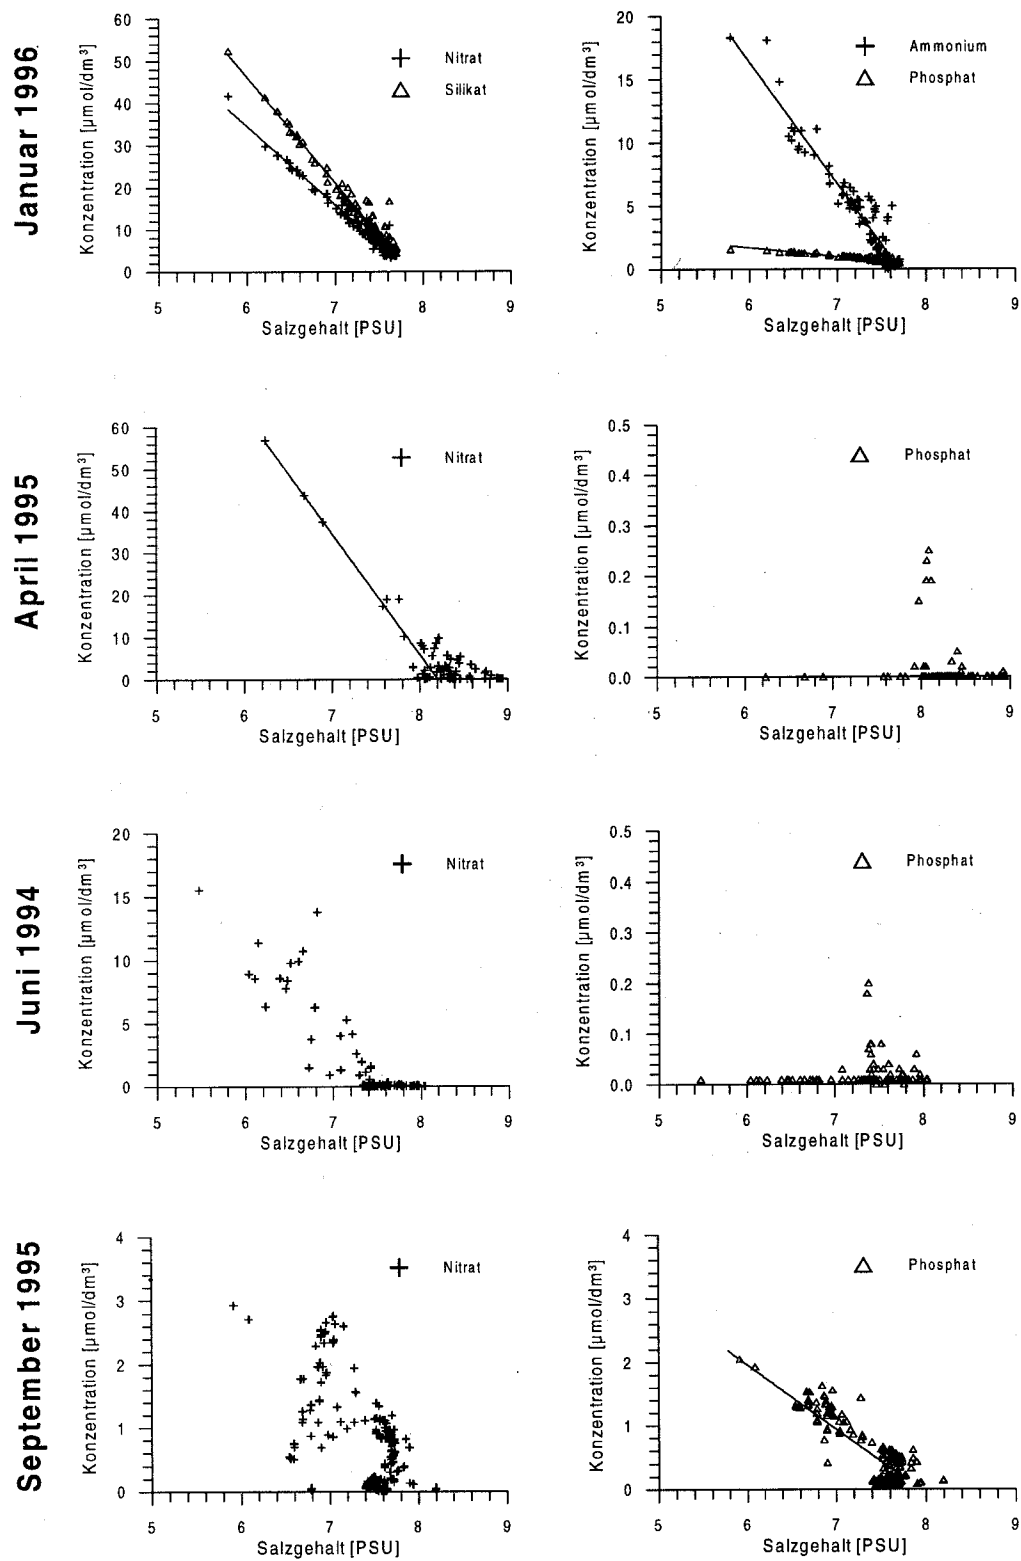 Januar 1996
Konzentration [µmol/dm³]
60
50
40
30
20
10
0
Nitrat
Silikat
5 6 7 8 9
Salzgehalt [PSU]
Konzentration [µmol/dm³]
20
15
10
5
0
Ammonium
Phosphat
5 6 7 8 9
Salzgehalt [PSU]
April 1995
Konzentration [µmol/dm³]
60
50
40
30
20
10
0
Nitrat
5 6 7 8 9
Salzgehalt [PSU]
Konzentration [µmol/dm³]
0.5
0.4
0.3
0.2
0.1
0.0
Phosphat
5 6 7 8 9
Salzgehalt [PSU]
Juni 1994
Konzentration [µmol/dm³]
20
15
10
5
0
Nitrat
5 6 7 8 9
Salzgehalt [PSU]
Konzentration [µmol/dm³]
0.5
0.4
0.3
0.2
0.1
0.0
Phosphat
5 6 7 8 9
Salzgehalt [PSU]
September 1995
Konzentration [µmol/dm³]
4
3
2
1
0
Nitrat
5 6 7 8 9
Salzgehalt [PSU]
Konzentration [µmol/dm³]
4
3
2
1
0
Phosphat
5 6 7 8 9
Salzgehalt [PSU]